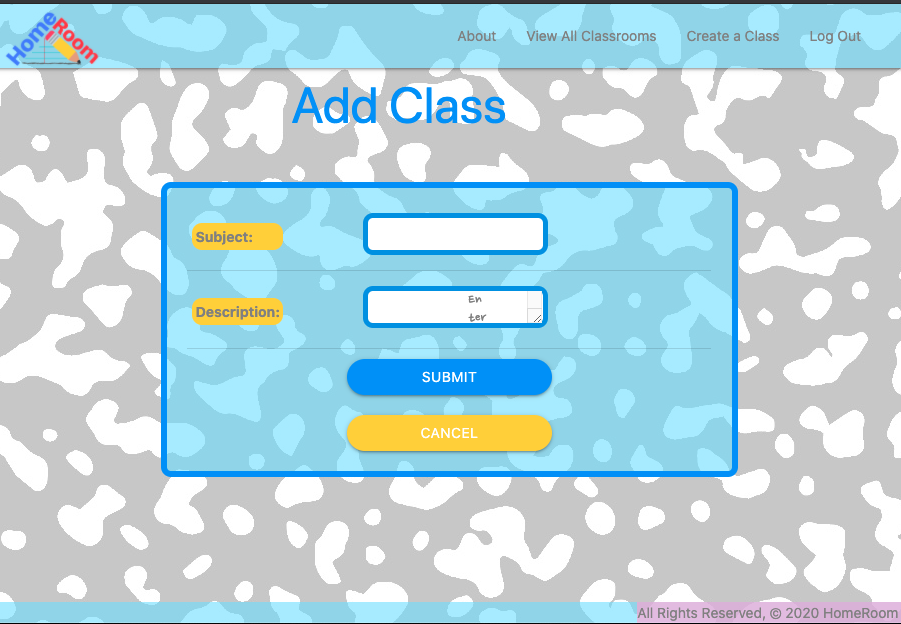 HomeRoom
About
View All Classrooms
Create a Class
Log Out
Add Class
Subject:
Description:
En
ter
SUBMIT
CANCEL
All Rights Reserved, © 2020 HomeRoom